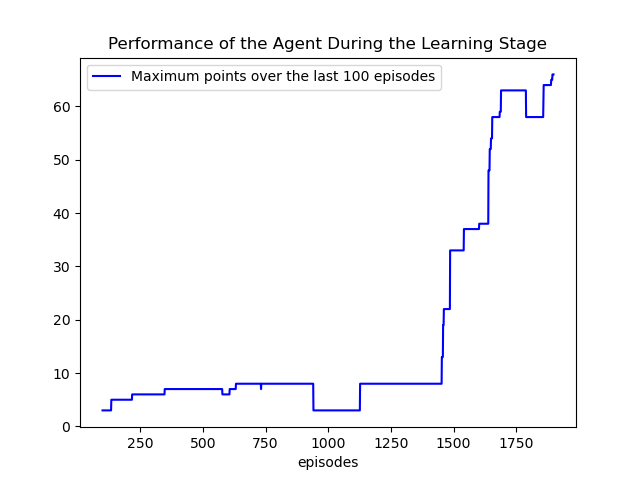 Performance of the Agent During the Learning Stage
Maximum points over the last 100 episodes
60
50
40
30
20
10
0
250 500 750 1000 1250 1500 1750
episodes